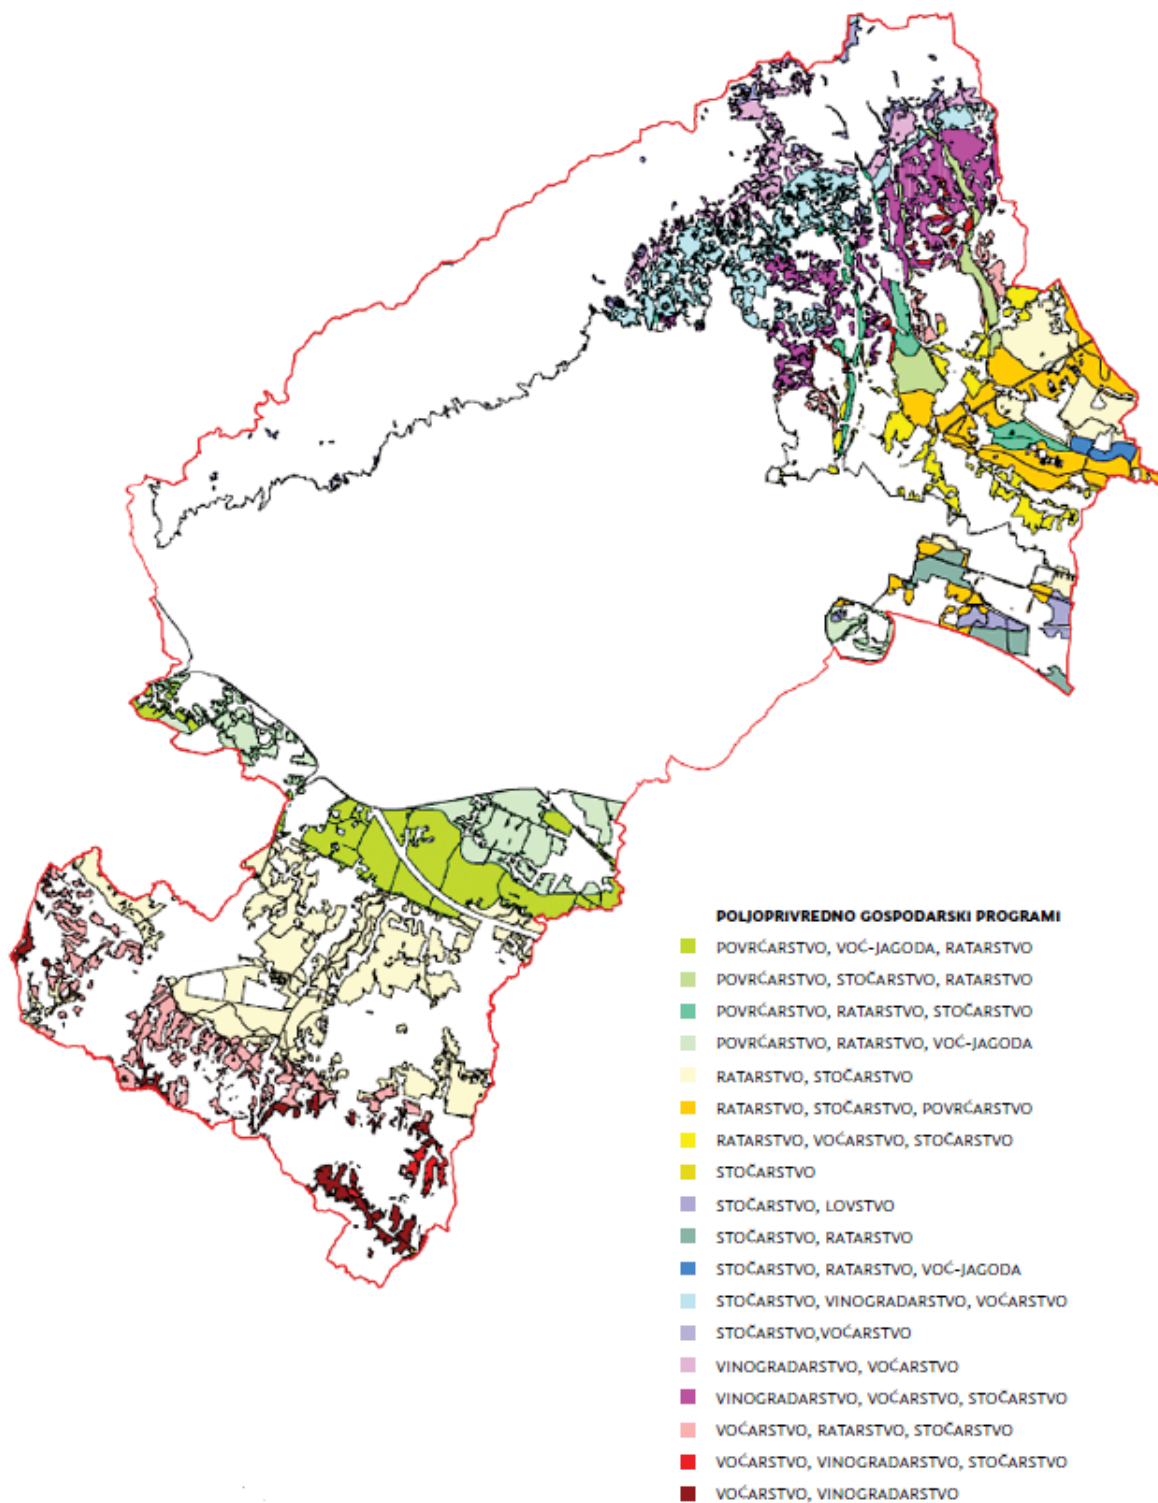 POLJOPRIVREDNO GOSPODARSKI PROGRAMI
POVRĆARSTVO, VOĆ-JAGODA, RATARSTVO
POVRĆARSTVO, STOČARSTVO, RATARSTVO
POVRĆARSTVO, RATARSTVO, STOČARSTVO
POVRĆARSTVO, RATARSTVO, VOĆ-JAGODA
RATARSTVO, STOČARSTVO
RATARSTVO, STOČARSTVO, POVRĆARSTVO
RATARSTVO, VOĆARSTVO, STOČARSTVO
STOČARSTVO
STOČARSTVO, LOVSTVO
STOČARSTVO, RATARSTVO
STOČARSTVO, RATARSTVO, VOĆ-JAGODA
STOČARSTVO, VINOGRADARSTVO, VOĆARSTVO
STOČARSTVO,VOĆARSTVO
VINOGRADARSTVO, VOĆARSTVO
VINOGRADARSTVO, VOĆARSTVO, STOČARSTVO
VOĆARSTVO, RATARSTVO, STOČARSTVO
VOĆARSTVO, VINOGRADARSTVO, STOČARSTVO
VOĆARSTVO, VINOGRADARSTVO